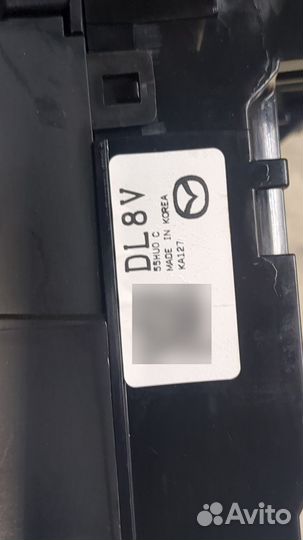 DL8V
55HU0 C
MADE IN KOREA
KA127
Avito